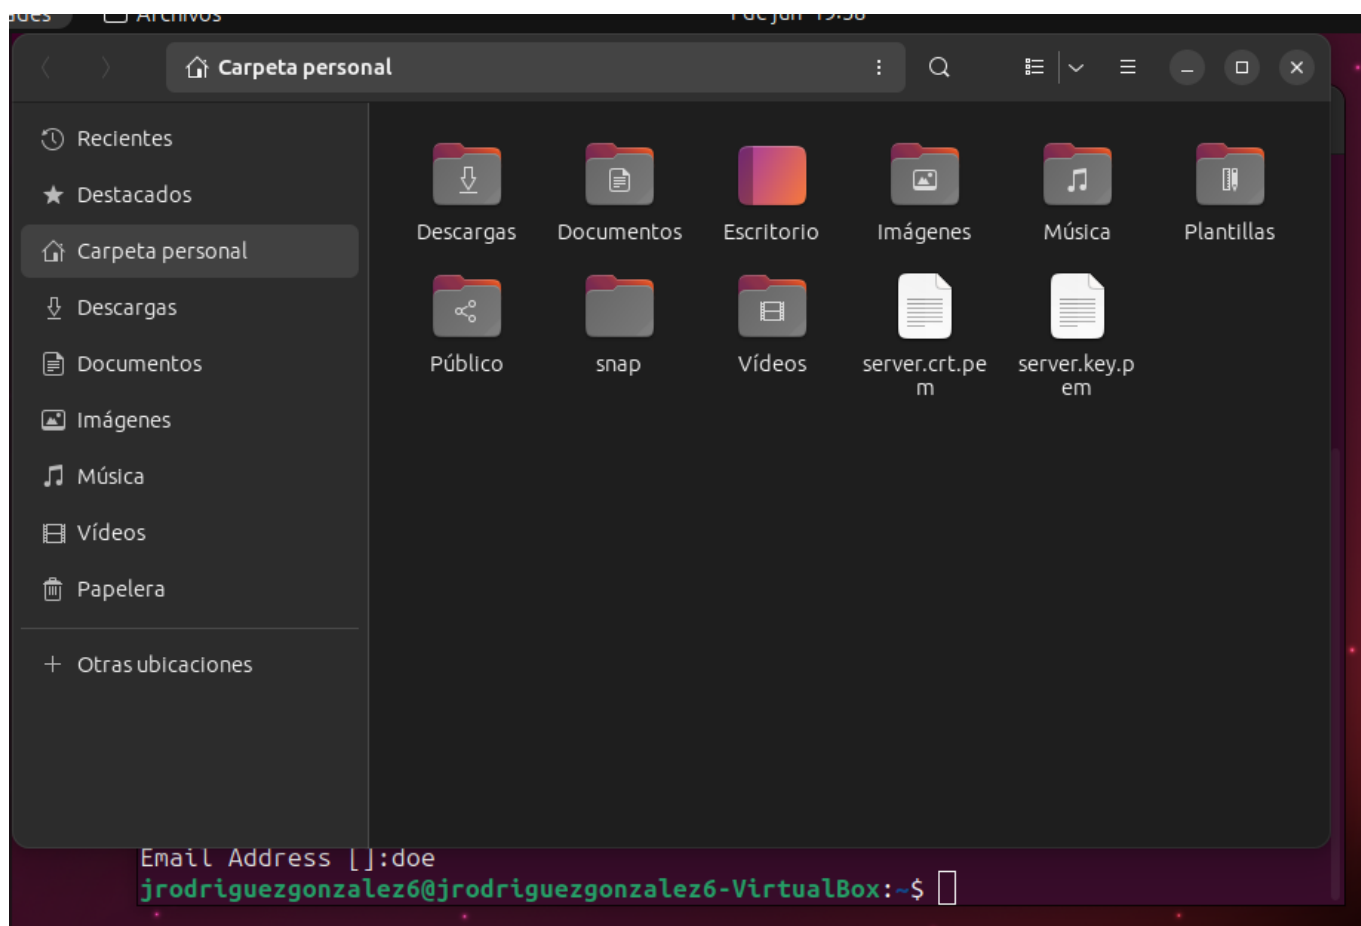 Archivos
Carpeta personal
Recientes
Destacados
Carpeta personal
Descargas
Documentos
Imágenes
Música
Vídeos
Papelera
Otras ubicaciones
Descargas
Documentos
Escritorio
Imágenes
Música
Plantillas
Público
snap
Vídeos
server.crt.pe
m
server.key.p
em
Email Address []:doe
jrodriguezgonzalez6@jrodriguezgonzalez6-VirtualBox:~$